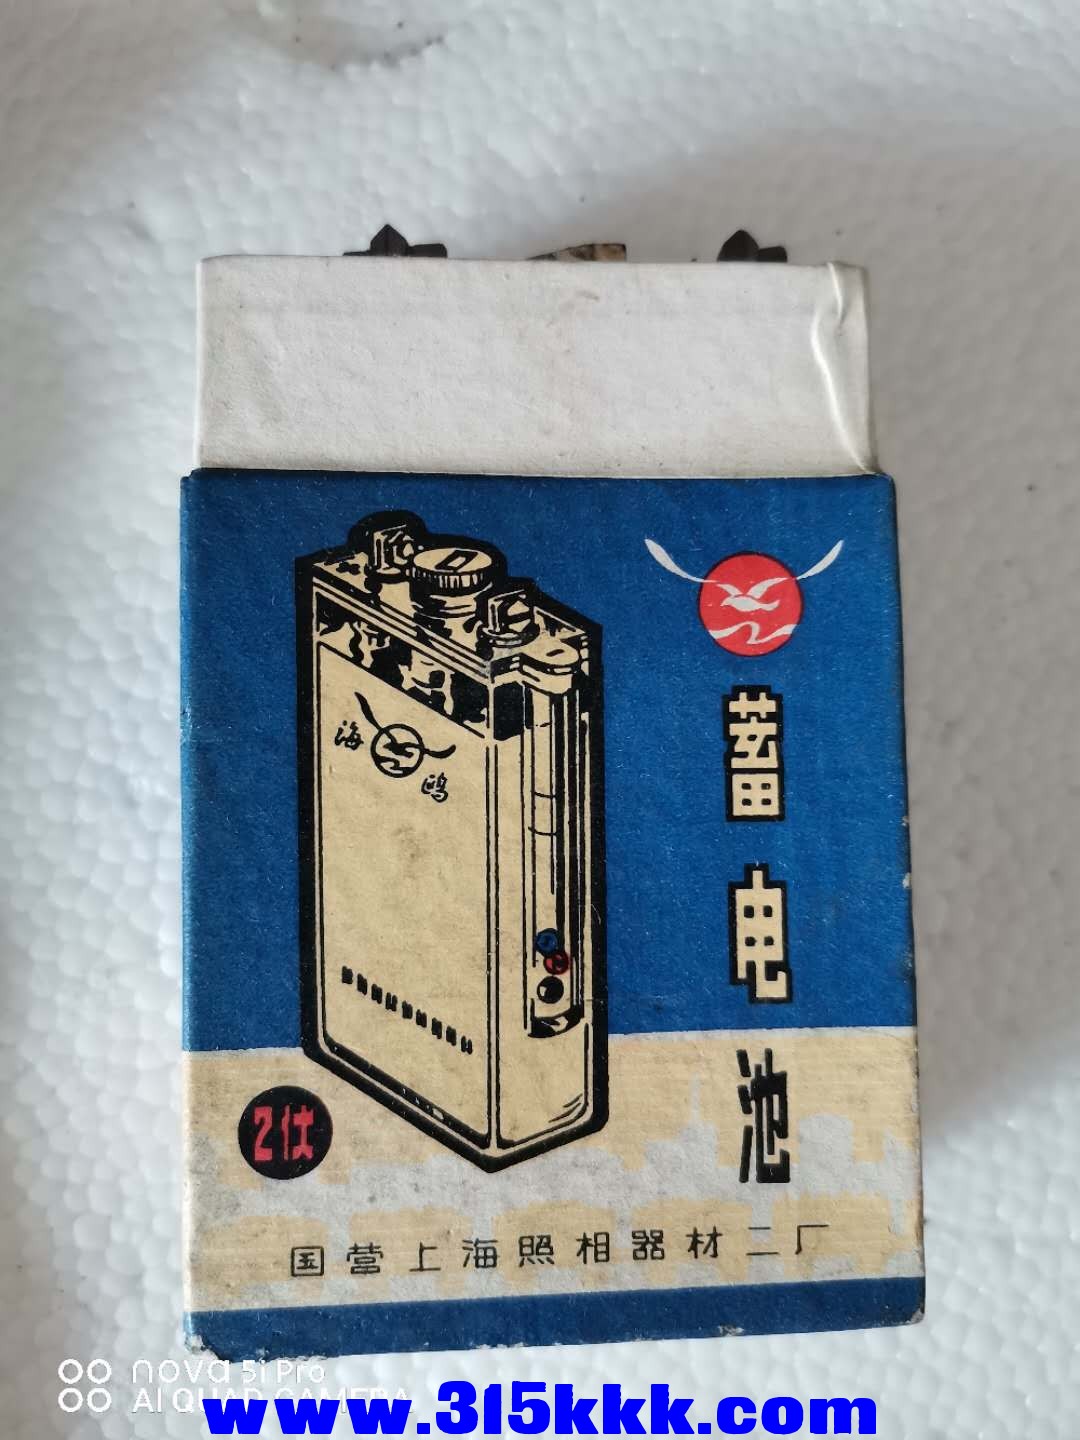 海鸥
蓄电池
2伏
国营上海照相器材二厂
nova 5i Pro
AI QUAD CAMERA
www.315kkk.com